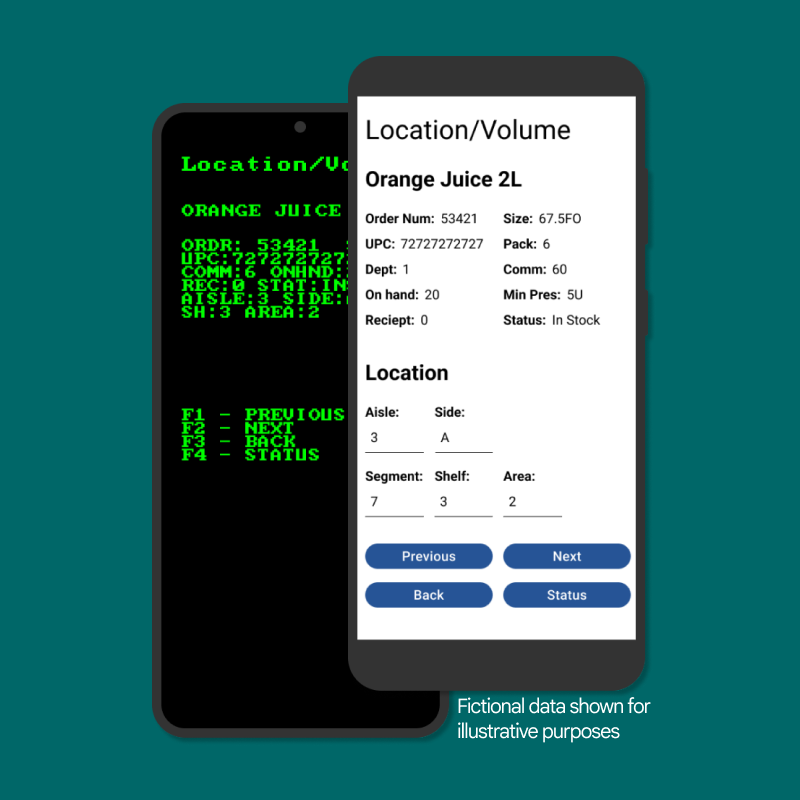 Location/Vo
ORANGE JUICE
ORDR: 53421
UPC:727272727
COMM:6 ONHND:
REC:0 STAT:IN
AISLE:3 SIDE:
SH:3 AREA:2
F1 - PREVIOUS
F2 - NEXT
F3 - BACK
F4 - STATUS
Location/Volume
Orange Juice 2L
Order Num: 53421 Size: 67.5FO
UPC: 72727272727 Pack: 6
Dept: 1 Comm: 60
On hand: 20 Min Pres: 5U
Reciept: 0 Status: In Stock
Location
Aisle: Side:
3 A
Segment: Shelf: Area:
7 3 2
Previous Next
Back Status
Fictional data shown for
illustrative purposes